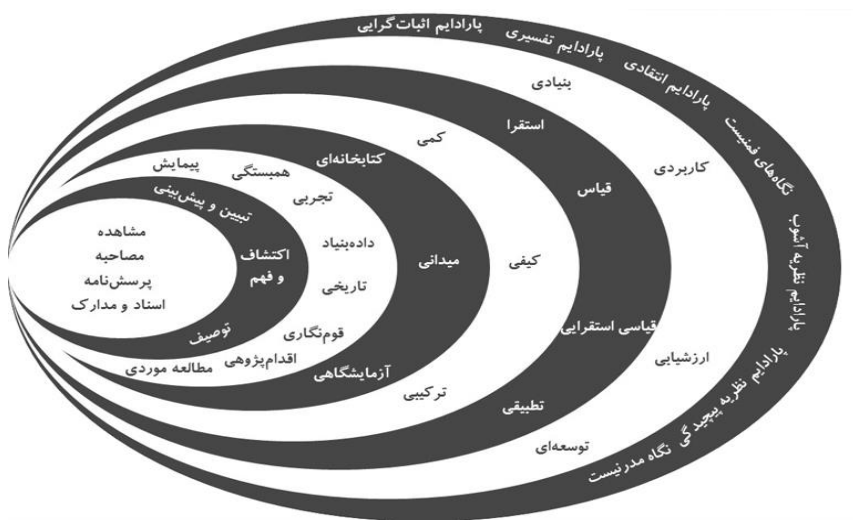 پارادایم اثبات‌گرایی
پارادایم تفسیری
پارادایم انتقادی
نگاه‌های فمنیست
پارادایم نظریه آشوب
پارادایم نظریه پیچیدگی
نگاه مدرنیست
بنیادی
کاربردی
ارزشیابی
توسعه‌ای
استقرا
قیاس
قیاسی استقرایی
تطبیقی
کمی
کیفی
ترکیبی
کتابخانه‌ای
میدانی
آزمایشگاهی
پیمایش
همبستگی
تجربی
داده‌بنیاد
تاریخی
قوم‌نگاری
اقدام‌پژوهی
مطالعه موردی
تبیین و پیش‌بینی
اکتشاف
و فهم
توصیف
مشاهده
مصاحبه
پرسش‌نامه
اسناد و مدارک